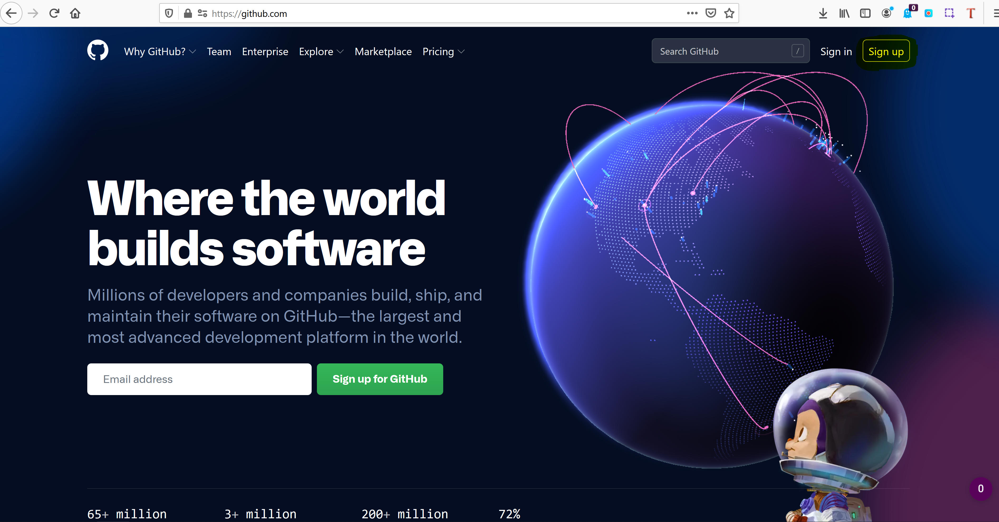 https://github.com
0
T
Why GitHub? Team Enterprise Explore Marketplace Pricing
Search GitHub /
Sign in
Sign up
Where the world
builds software
Millions of developers and companies build, ship, and
maintain their software on GitHub—the largest and
most advanced development platform in the world.
Email address
Sign up for GitHub
0
65+ million
3+ million
200+ million
72%